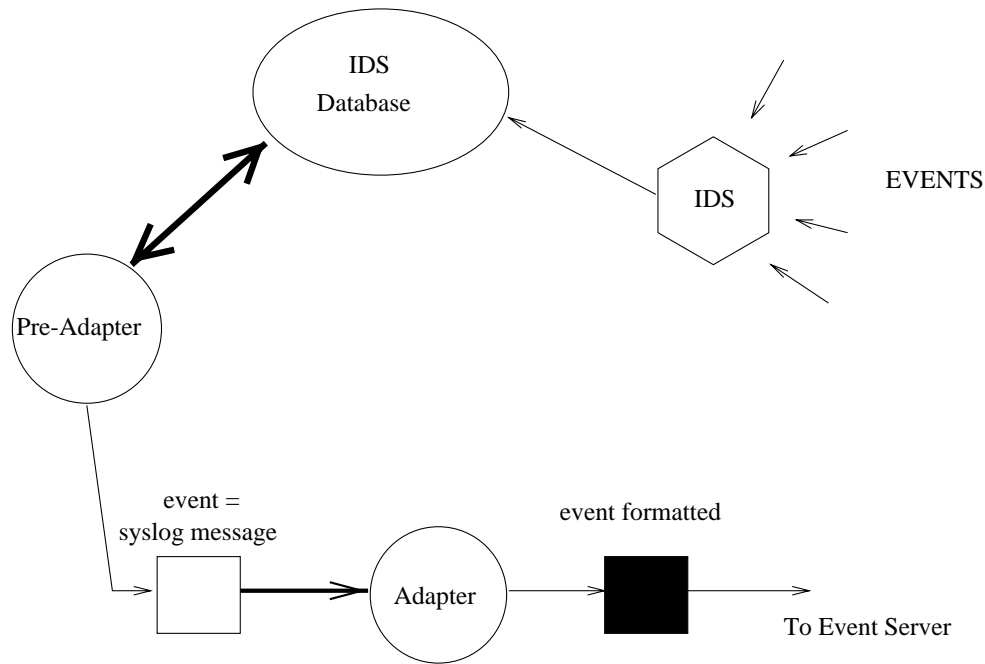 IDS
Database
IDS
EVENTS
Pre-Adapter
event =
syslog message
event formatted
Adapter
To Event Server